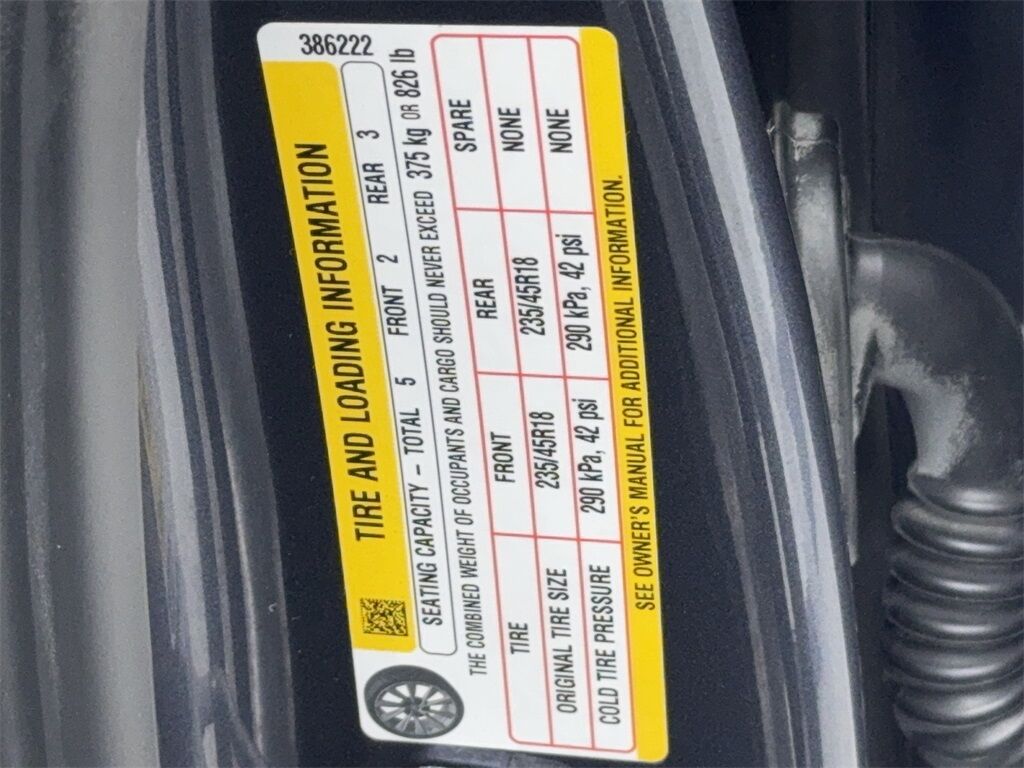 386222
TIRE AND LOADING INFORMATION
SEATING CAPACITY – TOTAL 5 FRONT 2 REAR 3
THE COMBINED WEIGHT OF OCCUPANTS AND CARGO SHOULD NEVER EXCEED 375 kg OR 826 lb
TIRE FRONT REAR SPARE
ORIGINAL TIRE SIZE 235/45R18 235/45R18 NONE
COLD TIRE PRESSURE 290 kPa, 42 psi 290 kPa, 42 psi NONE
SEE OWNER'S MANUAL FOR ADDITIONAL INFORMATION.